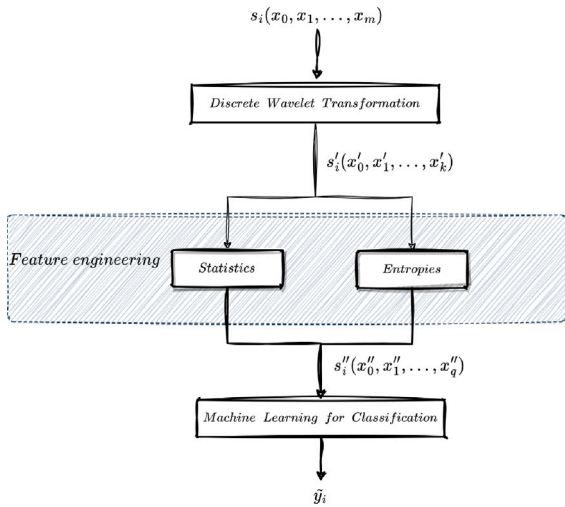 s_i(x_0, x_1, ..., x_m)
Discrete Wavelet Transformation
s'_i(x'_0, x'_1, ..., x'_k)
Feature engineering
Statistics
Entropies
s''_i(x''_0, x''_1, ..., x''_q)
Machine Learning for Classification
ỹ_i